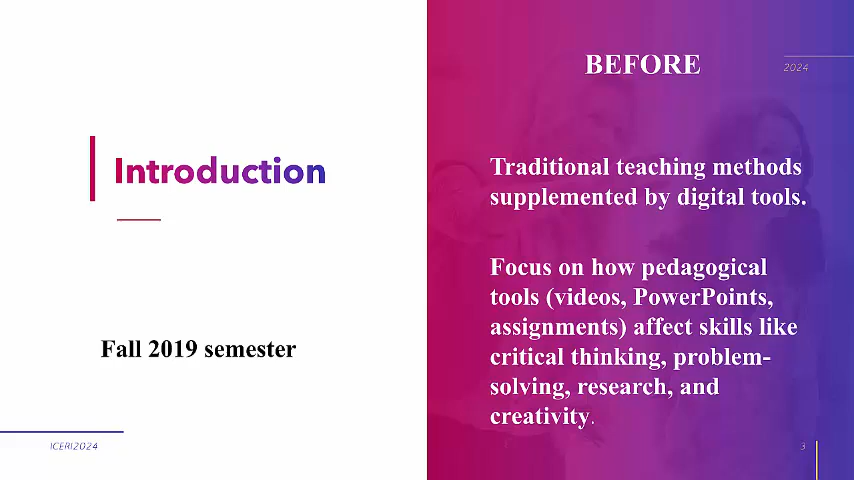 Introduction
Fall 2019 semester
ICERI2024
BEFORE
2024
Traditional teaching methods
supplemented by digital tools.
Focus on how pedagogical
tools (videos, PowerPoints,
assignments) affect skills like
critical thinking, problem-
solving, research, and
creativity.
3